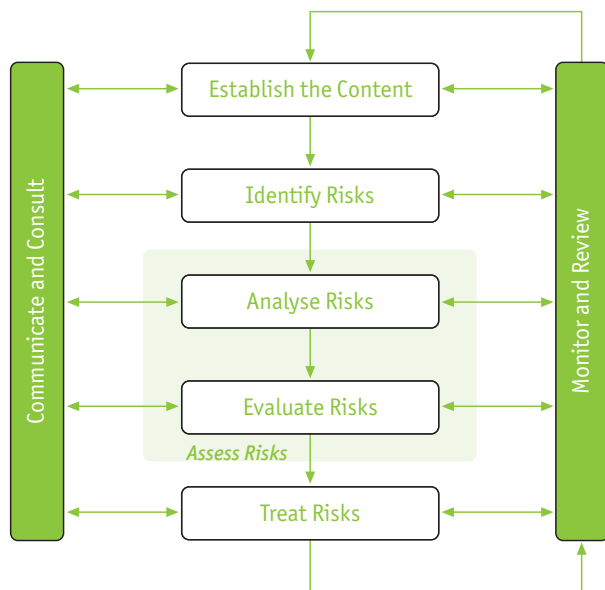 Establish the Content
Communicate and Consult
Monitor and Review
Identify Risks
Analyse Risks
Evaluate Risks
Assess Risks
Treat Risks